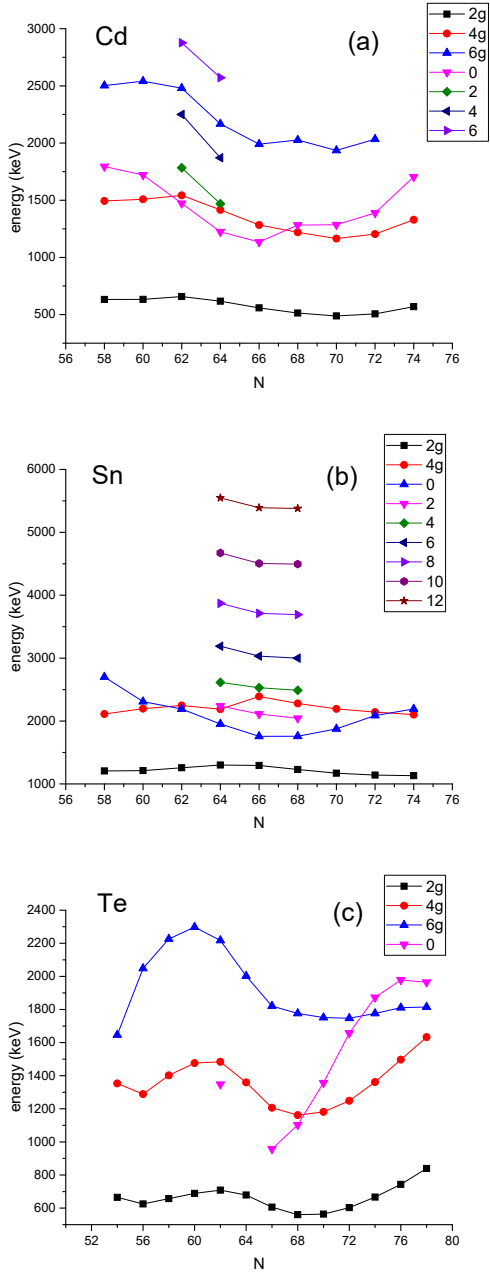 Cd
(a)
2g
4g
6g
0
2
4
6
3000
2500
2000
1500
1000
500
energy (keV)
56 58 60 62 64 66 68 70 72 74 76
N
Sn
(b)
2g
4g
0
2
4
6
8
10
12
6000
5000
4000
3000
2000
1000
energy (keV)
56 58 60 62 64 66 68 70 72 74 76
N
Te
(c)
2g
4g
6g
0
2400
2200
2000
1800
1600
1400
1200
1000
800
600
energy (keV)
52 56 60 64 68 72 76 80
N